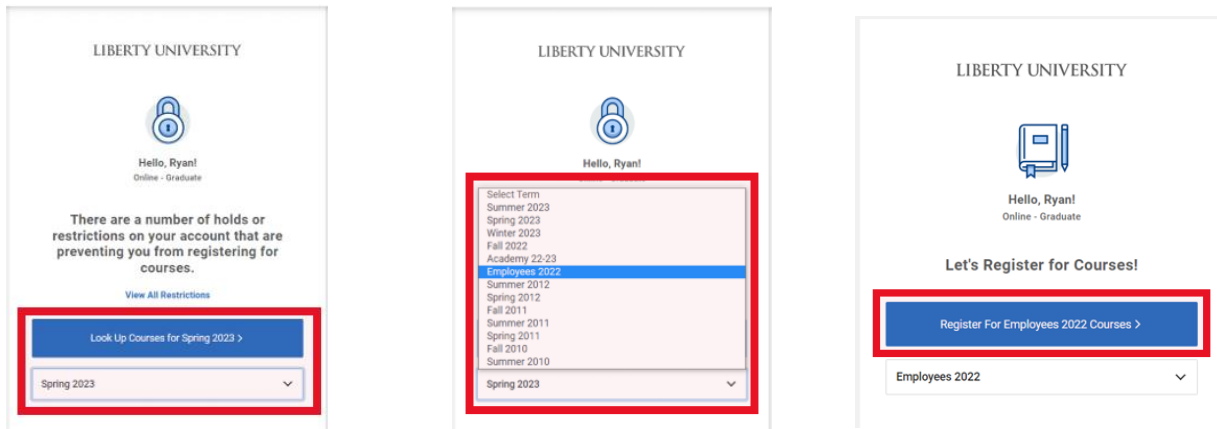 LIBERTY UNIVERSITY
Hello, Ryan!
Online - Graduate
There are a number of holds or
restrictions on your account that are
preventing you from registering for
courses.
View All Restrictions
Look Up Courses for Spring 2023 >
Spring 2023
LIBERTY UNIVERSITY
Hello, Ryan!
Select Term
Summer 2023
Spring 2023
Winter 2023
Fall 2022
Academy 22-23
Employees 2022
Summer 2012
Spring 2012
Fall 2011
Summer 2011
Spring 2011
Fall 2010
Summer 2010
Spring 2023
LIBERTY UNIVERSITY
Hello, Ryan!
Online - Graduate
Let's Register for Courses!
Register For Employees 2022 Courses >
Employees 2022